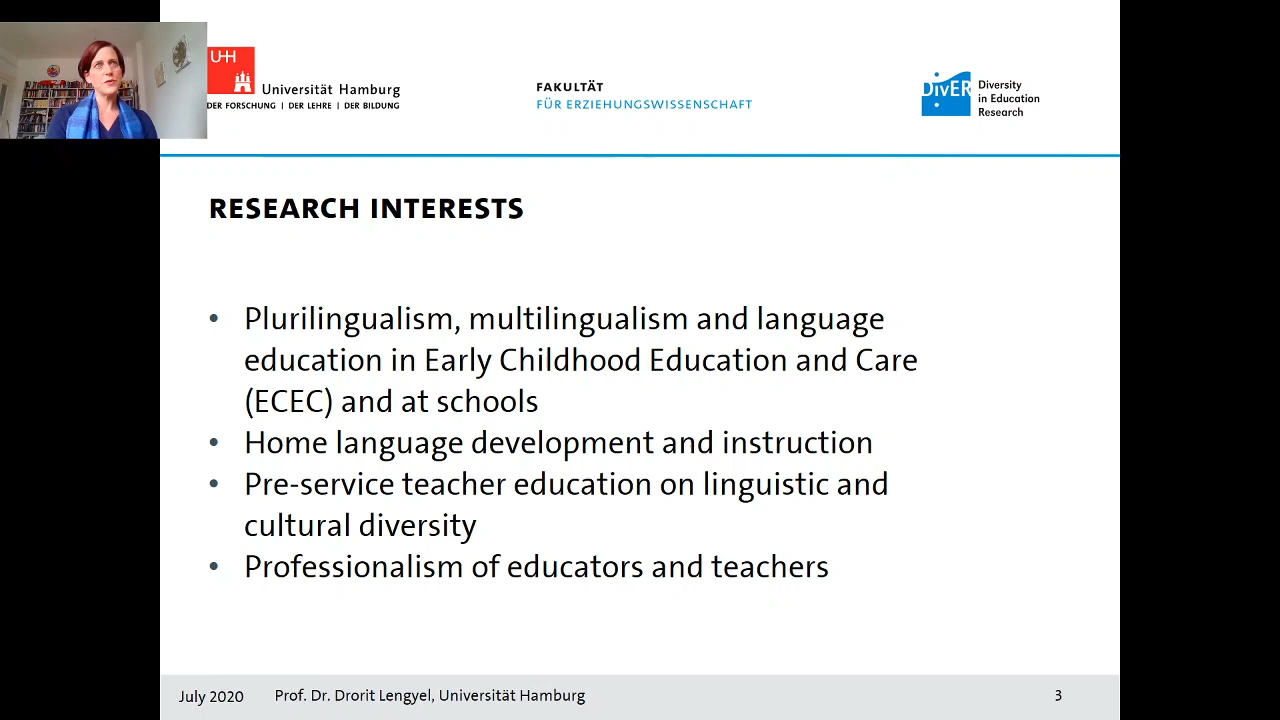 UHH
Universität Hamburg
DER FORSCHUNG | DER LEHRE | DER BILDUNG
FAKULTÄT
FÜR ERZIEHUNGSWISSENSCHAFT
DivER
Diversity
in Education
Research
RESEARCH INTERESTS
• Plurilingualism, multilingualism and language
education in Early Childhood Education and Care
(ECEC) and at schools
• Home language development and instruction
• Pre-service teacher education on linguistic and
cultural diversity
• Professionalism of educators and teachers
July 2020 Prof. Dr. Drorit Lengyel, Universität Hamburg 3